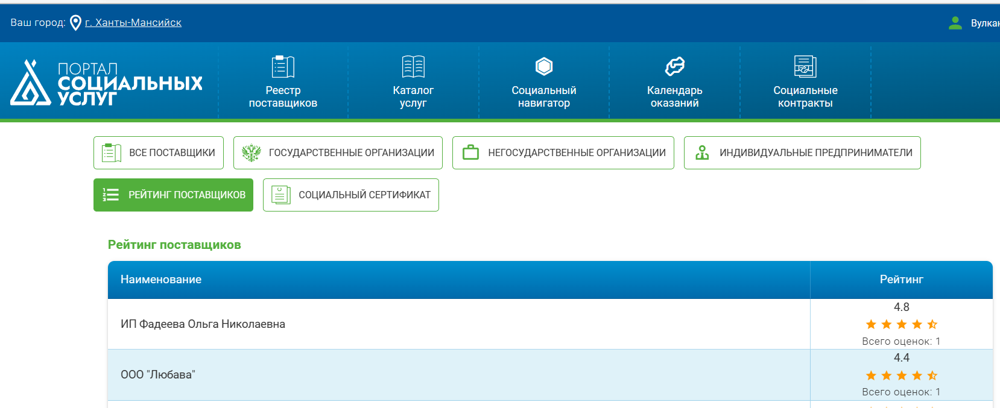 Ваш город: г. Ханты-Мансийск
ПОРТАЛ
СОЦИАЛЬНЫХ
УСЛУГ
Реестр
поставщиков
Каталог
услуг
Социальный
навигатор
Календарь
оказаний
Социальные
контракты
ВСЕ ПОСТАВЩИКИ
ГОСУДАРСТВЕННЫЕ ОРГАНИЗАЦИИ
НЕГОСУДАРСТВЕННЫЕ ОРГАНИЗАЦИИ
ИНДИВИДУАЛЬНЫЕ ПРЕДПРИНИМАТЕЛИ
РЕЙТИНГ ПОСТАВЩИКОВ
СОЦИАЛЬНЫЙ СЕРТИФИКАТ
Рейтинг поставщиков
Наименование
Рейтинг
ИП Фадеева Ольга Николаевна
4.8
Всего оценок: 1
ООО "Любава"
4.4
Всего оценок: 1